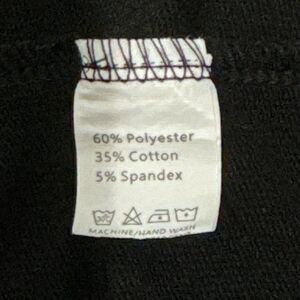 60% Polyester
35% Cotton
5% Spandex
MACHINE/HAND WASH